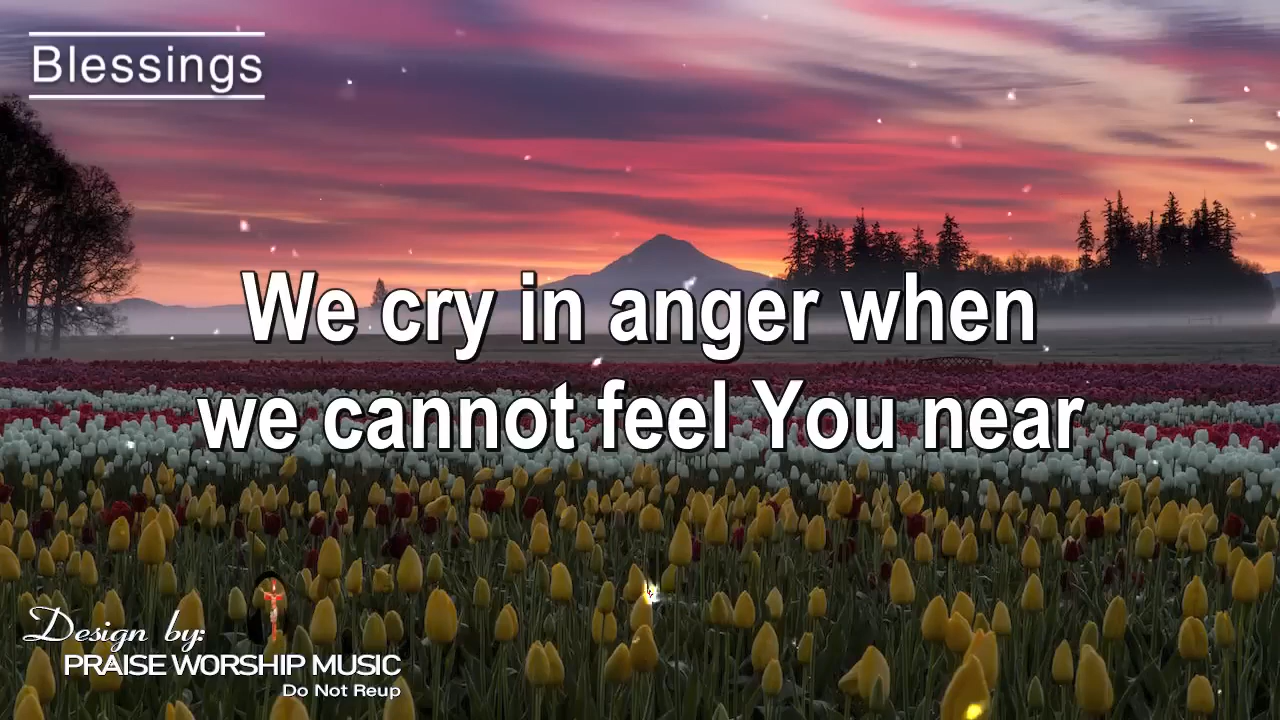 Blessings
We cry in anger when
we cannot feel You near
Design by:
PRAISE WORSHIP MUSIC
Do Not Reup